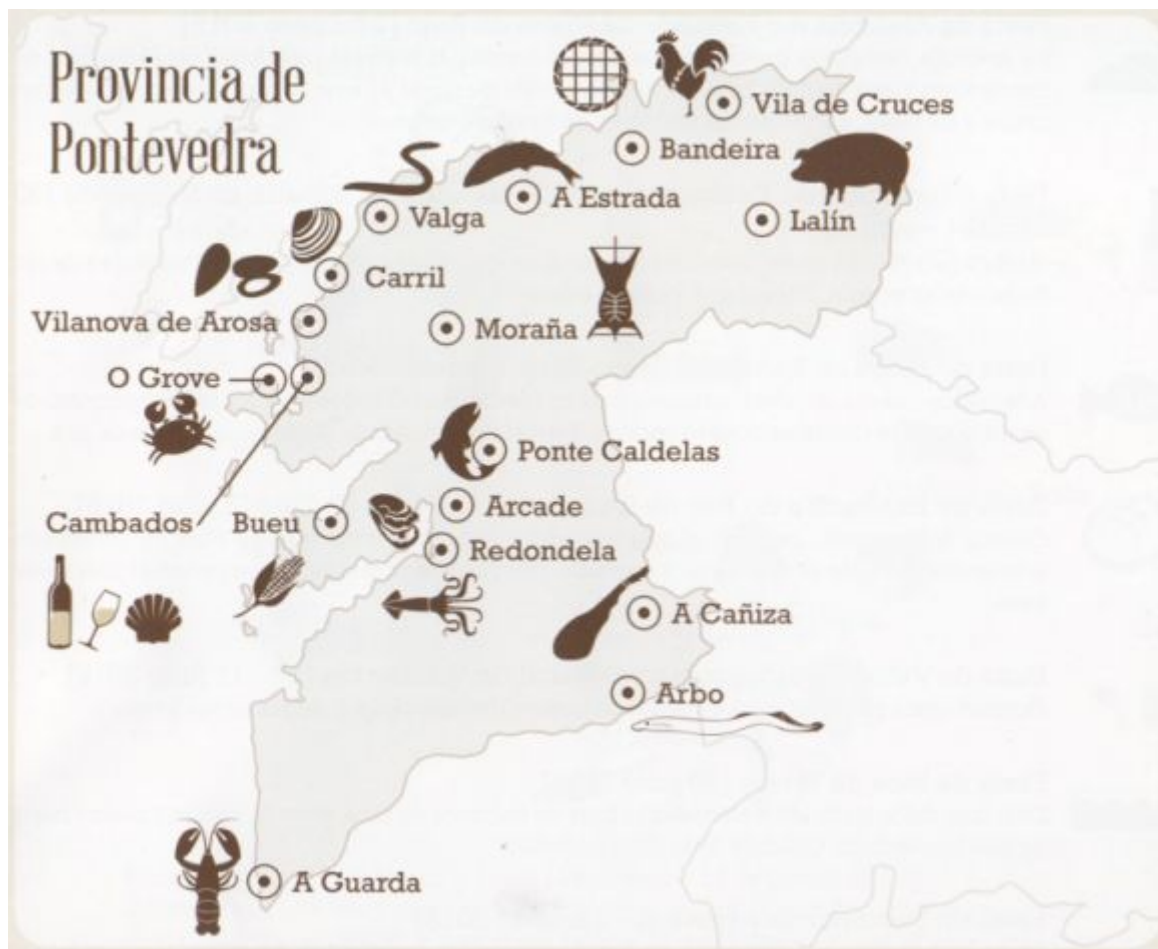 Provincia de
Pontevedra
Vila de Cruces
Bandeira
A Estrada
Lalín
Valga
Carril
Vilanova de Arosa
Moraña
O Grove
Ponte Caldelas
Cambados
Bueu
Arcade
Redondela
A Cañiza
Arbo
A Guarda